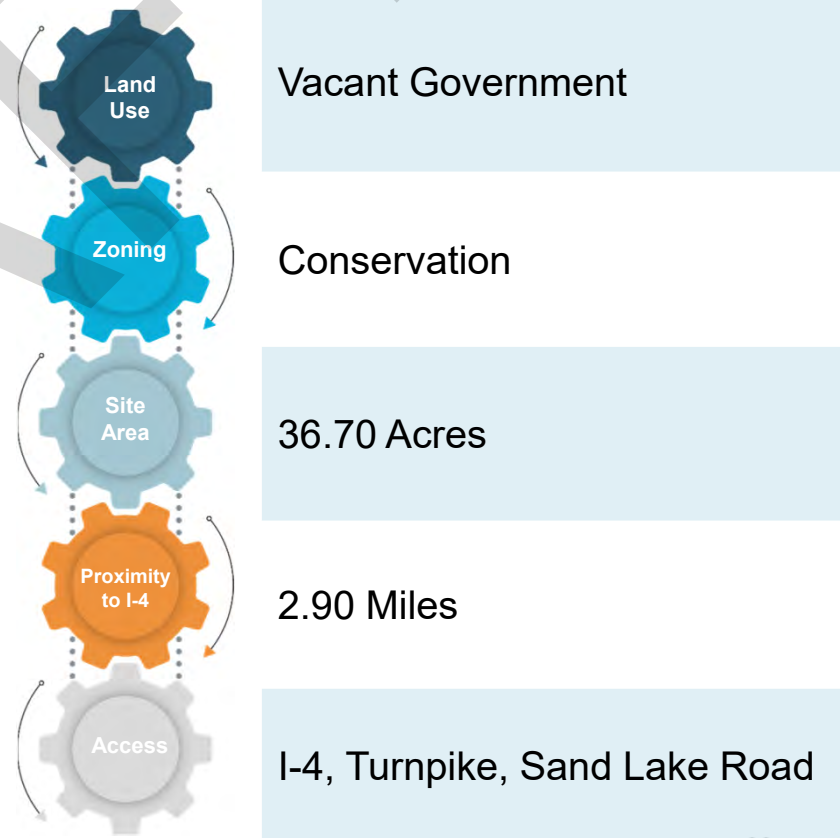 Land
Use
Vacant Government
Zoning
Conservation
Site
Area
36.70 Acres
Proximity
to I-4
2.90 Miles
Access
I-4, Turnpike, Sand Lake Road